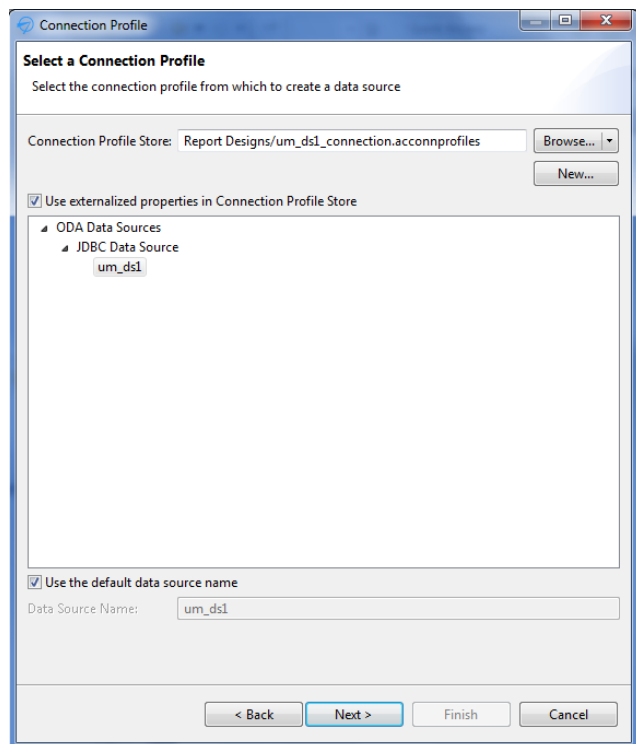 Connection Profile
Select a Connection Profile
Select the connection profile from which to create a data source
Connection Profile Store: Report Designs/um_ds1_connection.acconnprofiles Browse...
New...
Use externalized properties in Connection Profile Store
ODA Data Sources
JDBC Data Source
um_ds1
Use the default data source name
Data Source Name: um_ds1
< Back Next > Finish Cancel